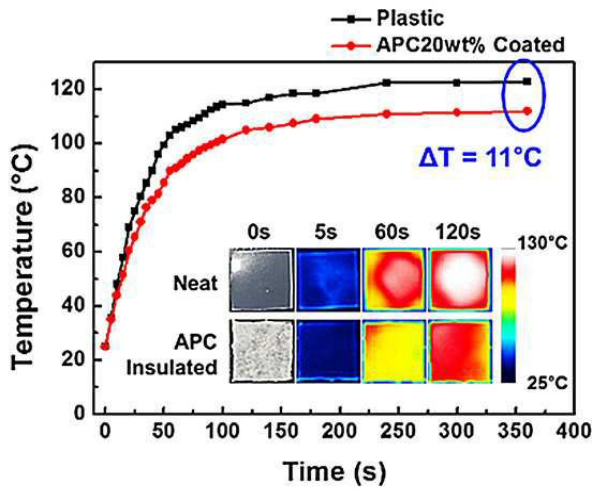 Plastic
APC20wt% Coated
120
100
80
60
40
20
0
Temperature (°C)
ΔT = 11°C
0s 5s 60s 120s
130°C
Neat
APC
Insulated
25°C
0 50 100 150 200 250 300 350 400
Time (s)